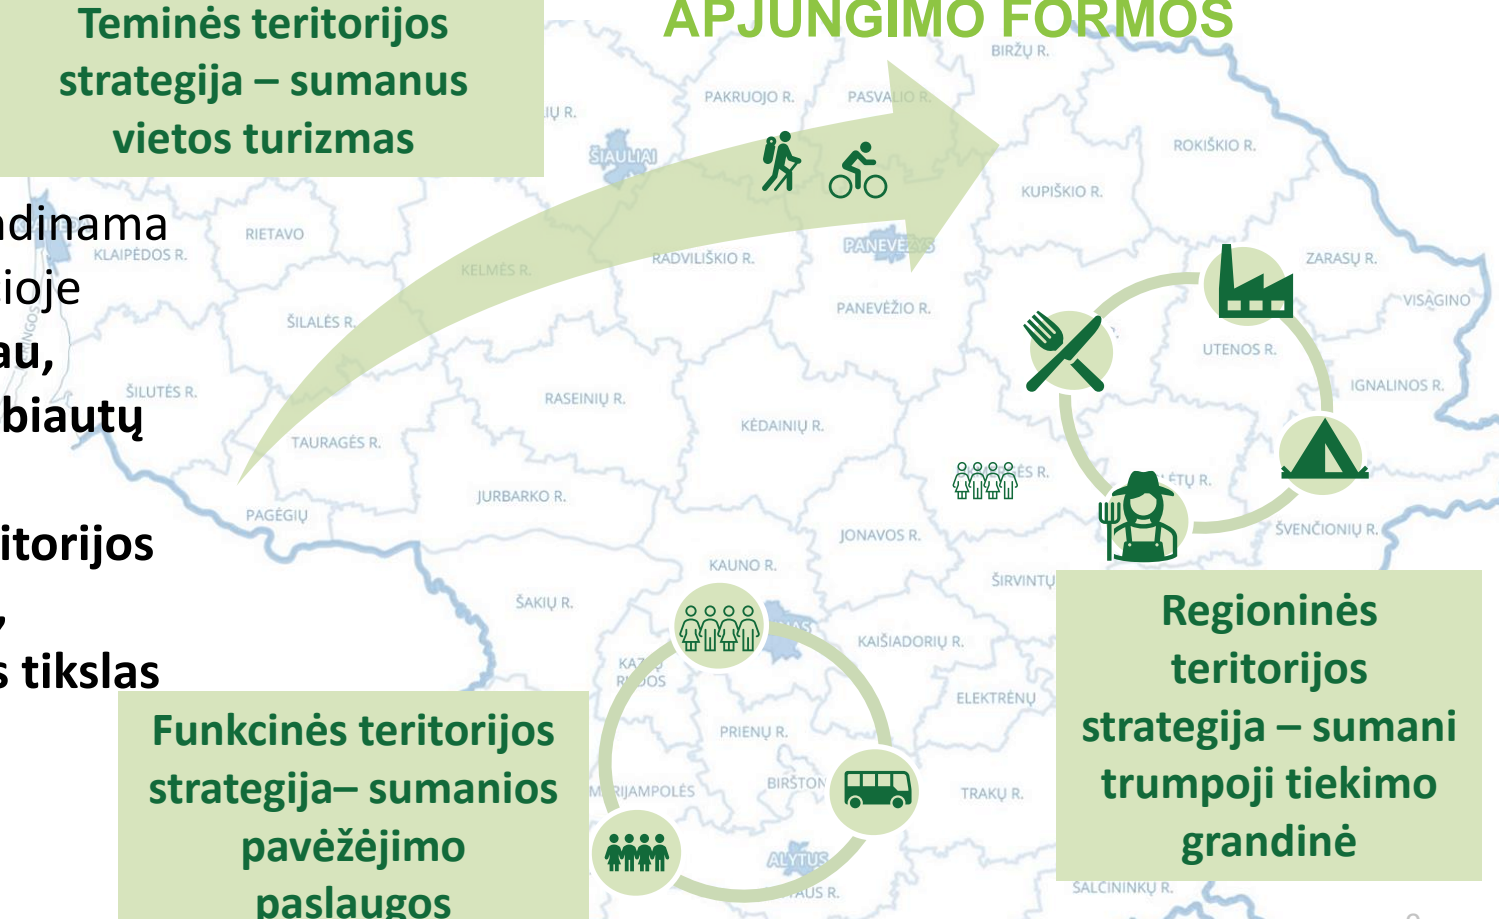 APJUNGIMO FORMOS
Teminės teritorijos
strategija – sumanus
vietos turizmas
BIRŽŲ R.
PAKRUOJO R.
PASVALIO R.
ŠIAULIAI
ROKIŠKIO R.
KUPIŠKIO R.
RIETAVO
KLAIPĖDOS R.
KELMĖS R.
RADVILIŠKIO R.
PANEVĖŽYS
ZARASŲ R.
VISAGINO
PANEVĖŽIO R.
ŠILALĖS R.
UTENOS R.
IGNALINOS R.
ŠILUTĖS R.
RASEINIŲ R.
KĖDAINIŲ R.
TAURAGĖS R.
JURBARKO R.
PAGĖGIŲ
JONAVOS R.
ŠVENČIONIŲ R.
KAUNO R.
ŠAKIŲ R.
KAIŠIADORIŲ R.
ELEKTRĖNŲ
PRIENŲ R.
TRAKŲ R.
ALYTUS
ŠALČININKŲ R.
s tikslas
Funkcinės teritorijos
strategija– sumanios
pavėžėjimo
paslaugos
Regioninės
teritorijos
strategija – sumani
trumpoji tiekimo
grandinė